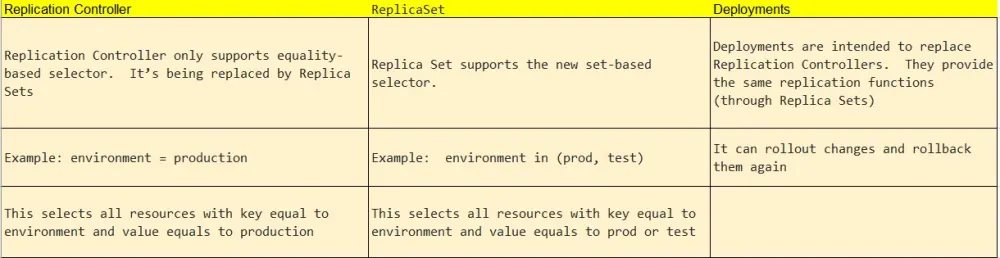 Replication Controller
ReplicaSet
Deployments
Replication Controller only supports equality-
based selector.  It’s being replaced by Replica
Sets
Replica Set supports the new set-based
selector.
Deployments are intended to replace
Replication Controllers.  They provide
the same replication functions
(through Replica Sets)
Example: environment = production
Example:  environment in (prod, test)
It can rollout changes and rollback
them again
This selects all resources with key equal to
environment and value equals to production
This selects all resources with key equal to
environment and value equals to prod or test